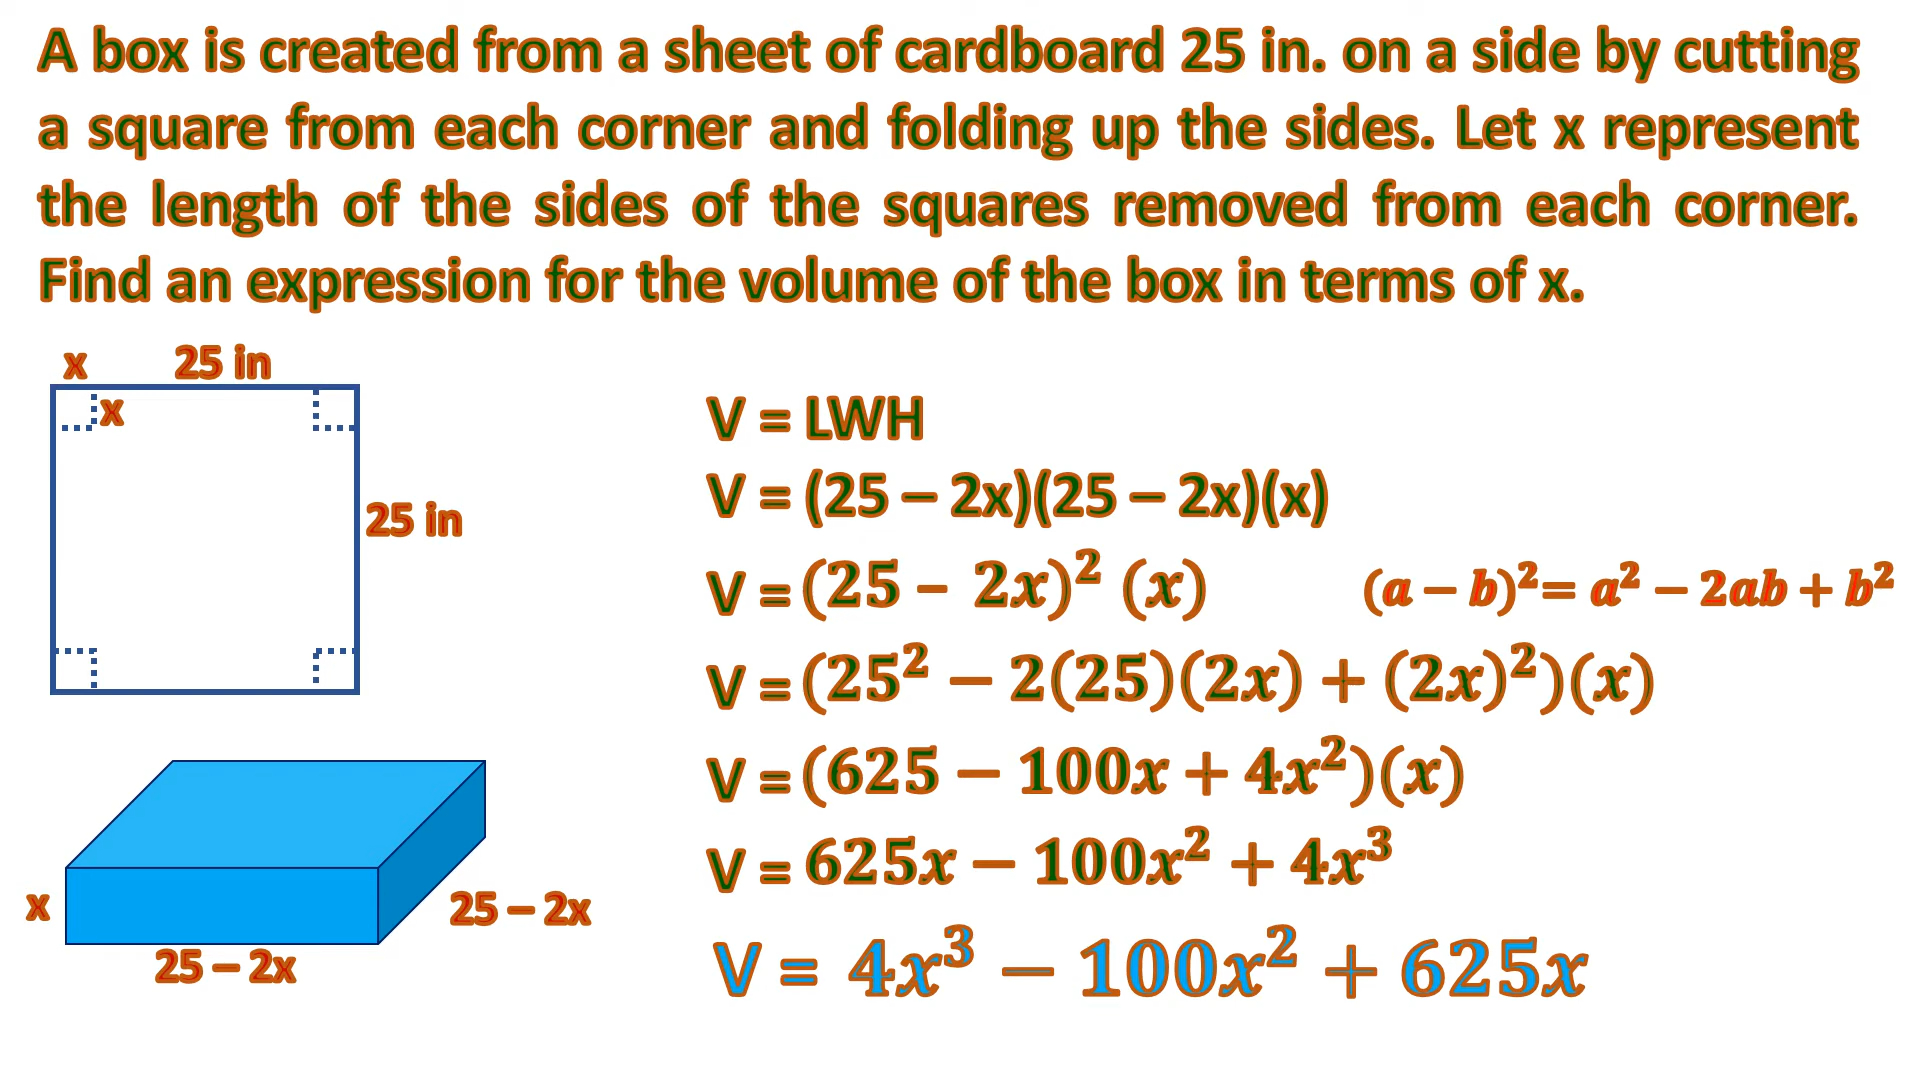 A box is created from a sheet of cardboard 25 in. on a side by cutting
a square from each corner and folding up the sides. Let x represent
the length of the sides of the squares removed from each corner.
Find an expression for the volume of the box in terms of x.
x 25 in
x
25 in
x
25 – 2x
25 – 2x
V = LWH
V = (25 – 2x)(25 – 2x)(x)
V = (25 − 2x)² (x)
(a − b)²= a² − 2ab + b²
V = (25² − 2(25)(2x) + (2x)²)(x)
V = (625 − 100x + 4x²)(x)
V = 625x − 100x² + 4x³
V = 4x³ − 100x² + 625x